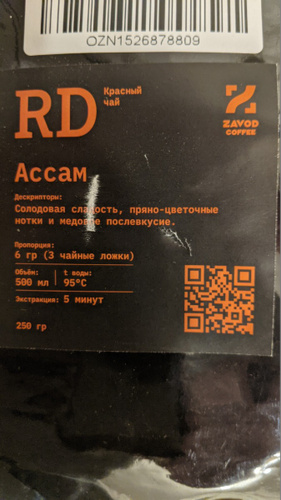 OZN1526878809
RD
Красный
чай
ZAVOD
COFFEE
Ассам
Дескрипторы:
Солодовая сладость, пряно-цветочные
нотки и медовое послевкусие.
Пропорция:
6 гр (3 чайные ложки)
Объём:
500 мл
t воды:
95°C
Экстракция: 5 минут
250 гр